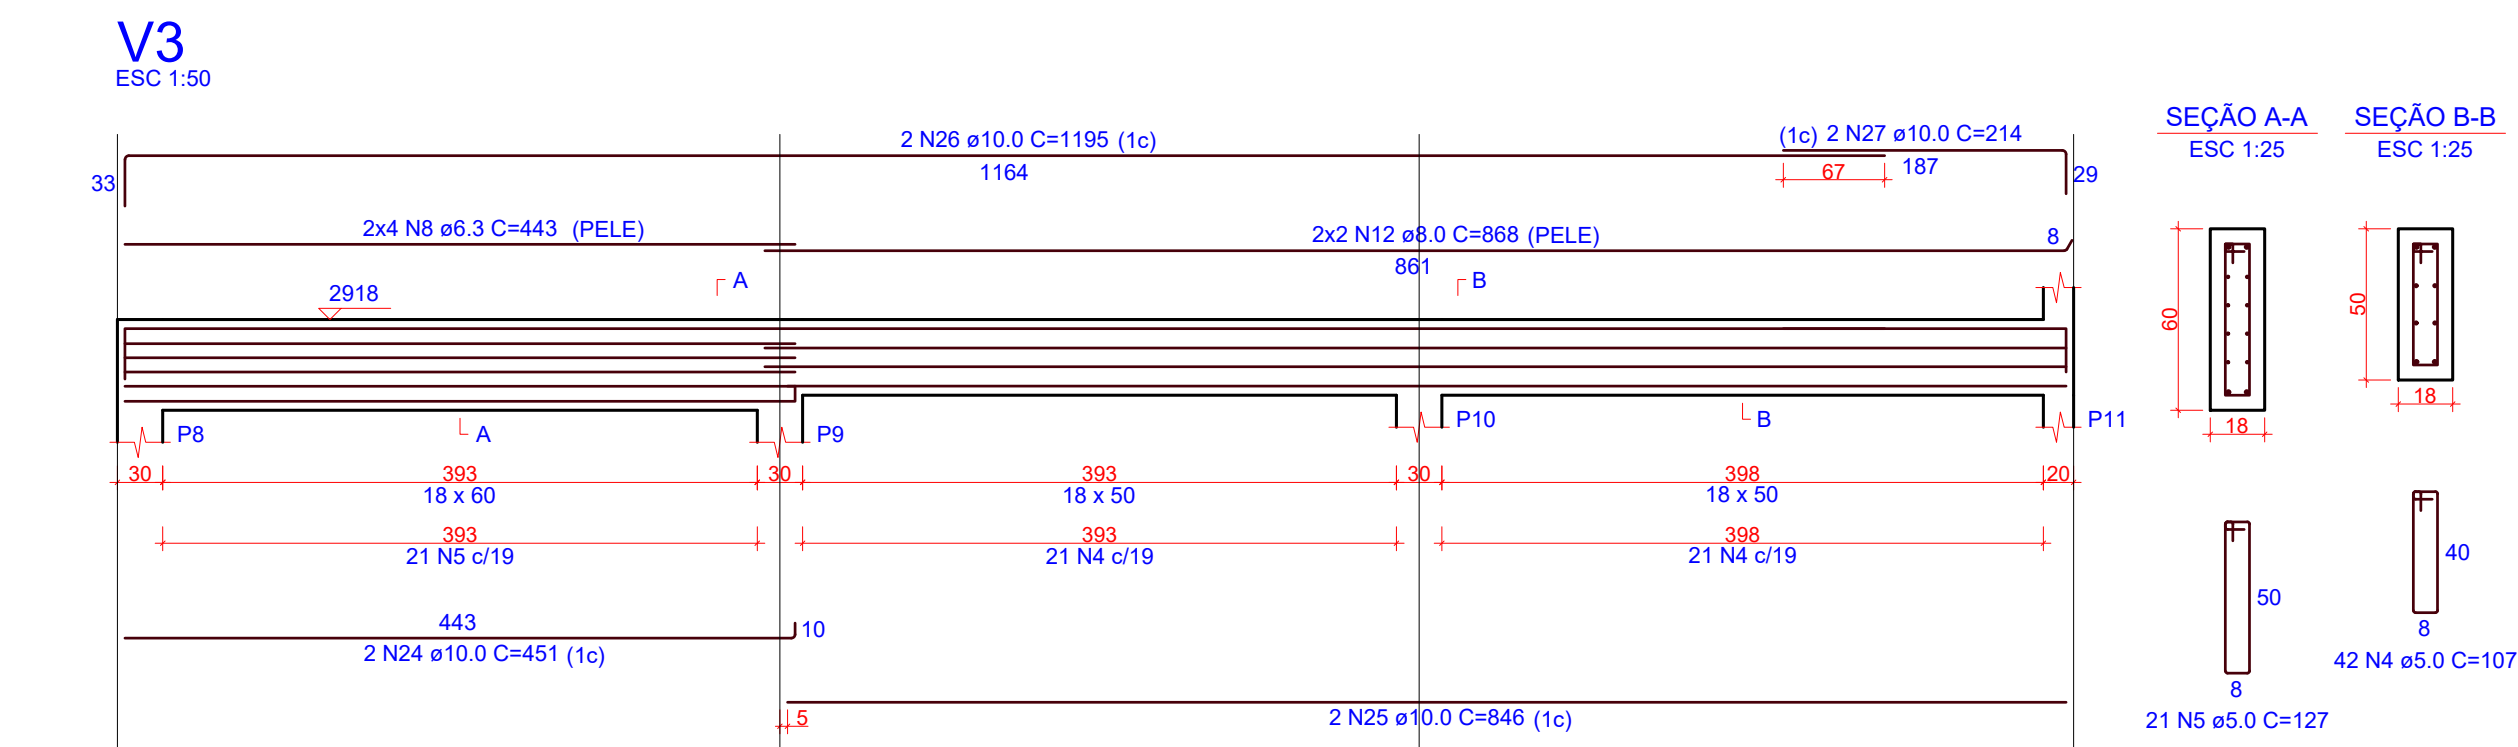 V3
ESC 1:50
SEÇÃO A-A
SEÇÃO B-B
ESC 1:25
ESC 1:25
2 N26 ø10.0 C=1195 (1c)
(1c) 2 N27 ø10.0 C=214
1164
67
187
33
29
2x4 N8 ø6.3 C=443 (PELE)
2x2 N12 ø8.0 C=868 (PELE)
8
861
A
B
2918
60
50
18
18
A
B
P8
P9
P10
P11
30
393
30
393
30
398
20
18 x 60
18 x 50
18 x 50
393
393
398
21 N5 c/19
21 N4 c/19
21 N4 c/19
40
8
42 N4 ø5.0 C=107
50
8
21 N5 ø5.0 C=127
443
10
2 N24 ø10.0 C=451 (1c)
5
2 N25 ø10.0 C=846 (1c)